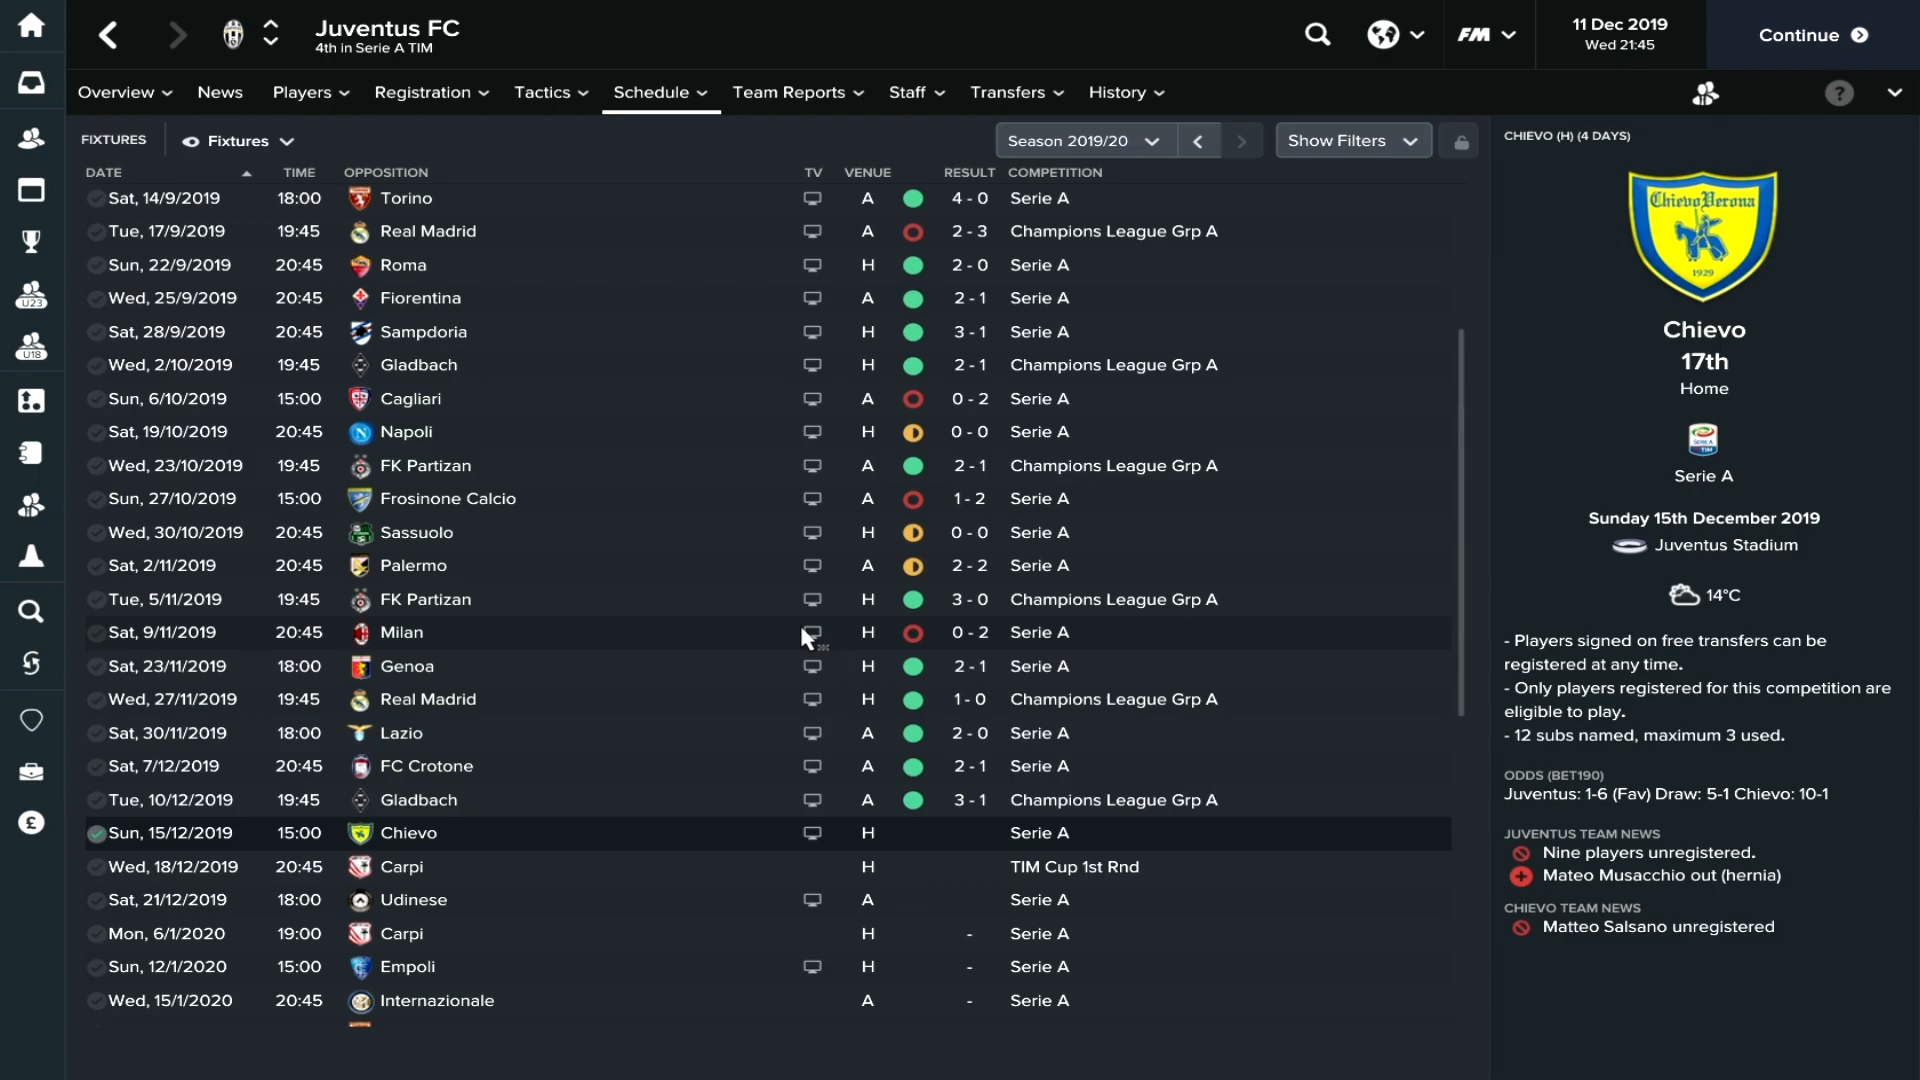 Juventus FC
4th in Serie A TIM
FM
11 Dec 2019
Wed 21:45
Continue
Overview News Players Registration Tactics Schedule Team Reports Staff Transfers History ?
FIXTURES Fixtures Season 2019/20 Show Filters
DATE TIME OPPOSITION TV VENUE RESULT COMPETITION
Sat, 14/9/2019 18:00 Torino A 4 - 0 Serie A
Tue, 17/9/2019 19:45 Real Madrid A 2 - 3 Champions League Grp A
Sun, 22/9/2019 20:45 Roma H 2 - 0 Serie A
Wed, 25/9/2019 20:45 Fiorentina A 2 - 1 Serie A
Sat, 28/9/2019 20:45 Sampdoria H 3 - 1 Serie A
Wed, 2/10/2019 19:45 Gladbach H 2 - 1 Champions League Grp A
Sun, 6/10/2019 15:00 Cagliari A 0 - 2 Serie A
Sat, 19/10/2019 20:45 Napoli H 0 - 0 Serie A
Wed, 23/10/2019 19:45 FK Partizan A 2 - 1 Champions League Grp A
Sun, 27/10/2019 15:00 Frosinone Calcio A 1 - 2 Serie A
Wed, 30/10/2019 20:45 Sassuolo H 0 - 0 Serie A
Sat, 2/11/2019 20:45 Palermo A 2 - 2 Serie A
Tue, 5/11/2019 19:45 FK Partizan H 3 - 0 Champions League Grp A
Sat, 9/11/2019 20:45 Milan H 0 - 2 Serie A
Sat, 23/11/2019 18:00 Genoa H 2 - 1 Serie A
Wed, 27/11/2019 19:45 Real Madrid H 1 - 0 Champions League Grp A
Sat, 30/11/2019 18:00 Lazio A 2 - 0 Serie A
Sat, 7/12/2019 20:45 FC Crotone A 2 - 1 Serie A
Tue, 10/12/2019 19:45 Gladbach A 3 - 1 Champions League Grp A
Sun, 15/12/2019 15:00 Chievo H Serie A
Wed, 18/12/2019 20:45 Carpi H TIM Cup 1st Rnd
Sat, 21/12/2019 18:00 Udinese A Serie A
Mon, 6/1/2020 19:00 Carpi H - Serie A
Sun, 12/1/2020 15:00 Empoli H - Serie A
Wed, 15/1/2020 20:45 Internazionale A - Serie A
U23
U18
£
CHIEVO (H) (4 DAYS)
ChievoVerona
1929
Chievo
17th
Home
Serie A
Sunday 15th December 2019
Juventus Stadium
14°C
- Players signed on free transfers can be
registered at any time.
- Only players registered for this competition are
eligible to play.
- 12 subs named, maximum 3 used.
ODDS (BET190)
Juventus: 1-6 (Fav) Draw: 5-1 Chievo: 10-1
JUVENTUS TEAM NEWS
Nine players unregistered.
Mateo Musacchio out (hernia)
CHIEVO TEAM NEWS
Matteo Salsano unregistered